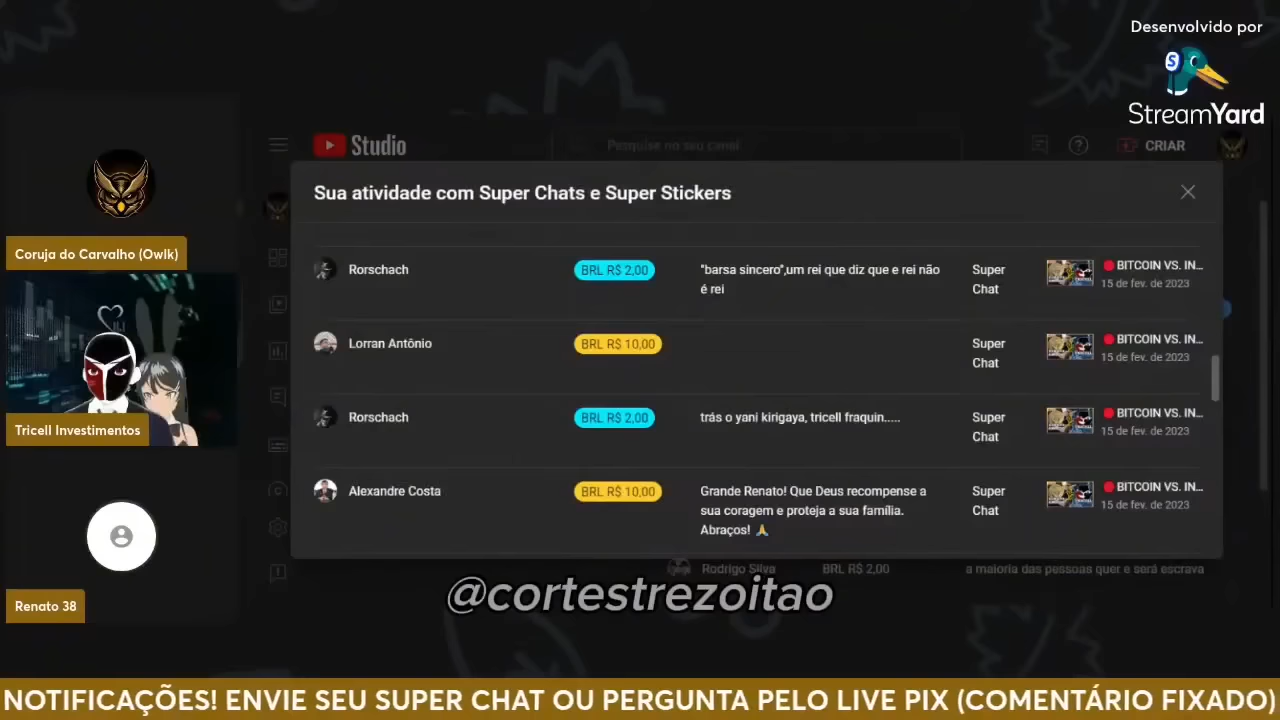 Desenvolvido por
StreamYard
Studio
Pesquise no seu canal
CRIAR
Sua atividade com Super Chats e Super Stickers
Rorschach
BRL R$ 2,00
"barsa sincero",um rei que diz que e rei não
é rei
Super
Chat
BITCOIN VS. IN...
15 de fev. de 2023
Lorran Antônio
BRL R$ 10,00
Super
Chat
BITCOIN VS. IN...
15 de fev. de 2023
Rorschach
BRL R$ 2,00
trás o yani kirigaya, tricell fraquin.....
Super
Chat
BITCOIN VS. IN...
15 de fev. de 2023
Alexandre Costa
BRL R$ 10,00
Grande Renato! Que Deus recompense a
sua coragem e proteja a sua família.
Abraços! 🙏
Super
Chat
BITCOIN VS. IN...
15 de fev. de 2023
Rodrigo Silva
BRL R$ 2,00
a maioria das pessoas quer e será escrava
Coruja do Carvalho (Owlk)
Tricell Investimentos
Renato 38
@cortestrezoitao
NOTIFICAÇÕES! ENVIE SEU SUPER CHAT OU PERGUNTA PELO LIVE PIX (COMENTÁRIO FIXADO)